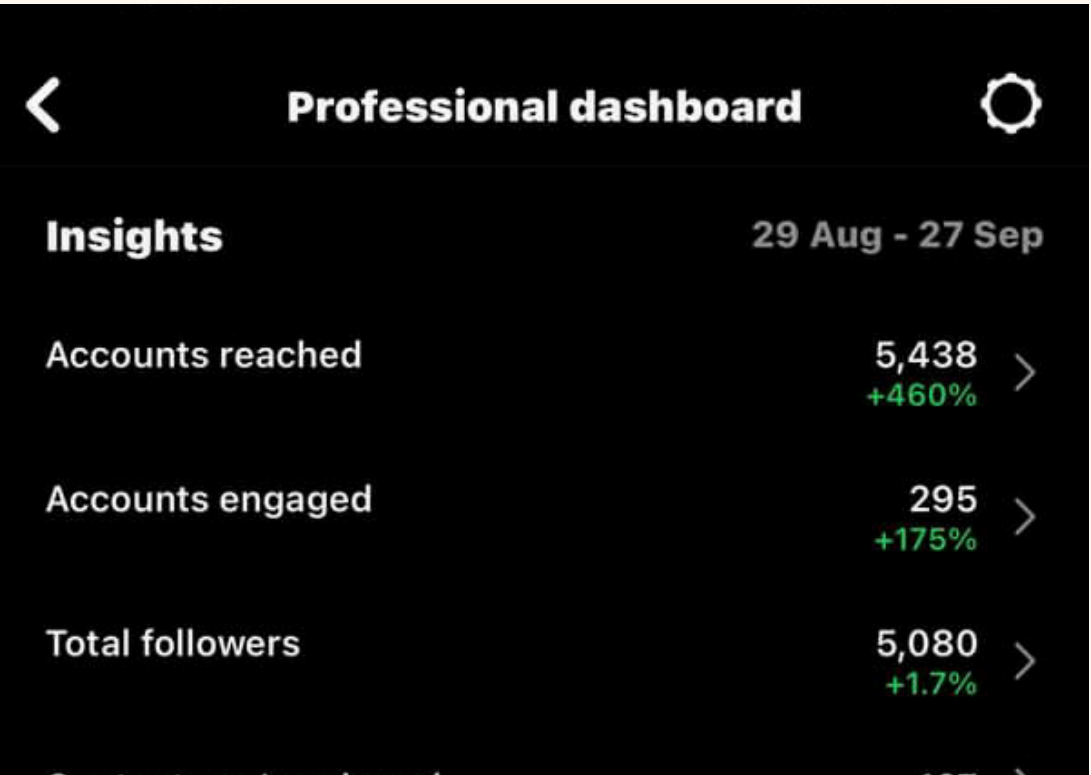 Professional dashboard
Insights 29 Aug - 27 Sep
Accounts reached 5,438
+460%
Accounts engaged 295
+175%
Total followers 5,080
+1.7%